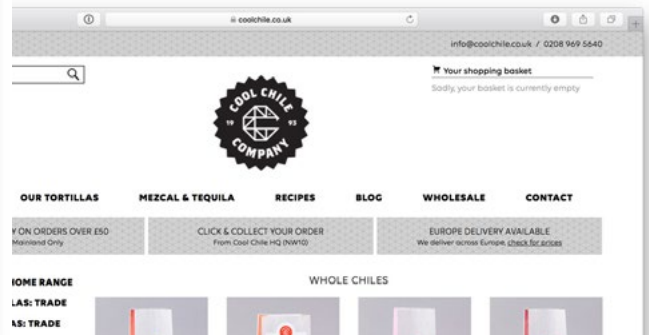 coolchile.co.uk
info@coolchile.co.uk / 0208 969 5640
Your shopping basket
Sadly, your basket is currently empty
COOL CHILE
19 93
COMPANY
OUR TORTILLAS MEZCAL & TEQUILA RECIPES BLOG WHOLESALE CONTACT
Y ON ORDERS OVER £50 CLICK & COLLECT YOUR ORDER EUROPE DELIVERY AVAILABLE
Mainland Only From Cool Chile HQ (NW10) We deliver across Europe, check for prices
HOME RANGE WHOLE CHILES
LAS: TRADE
AS: TRADE